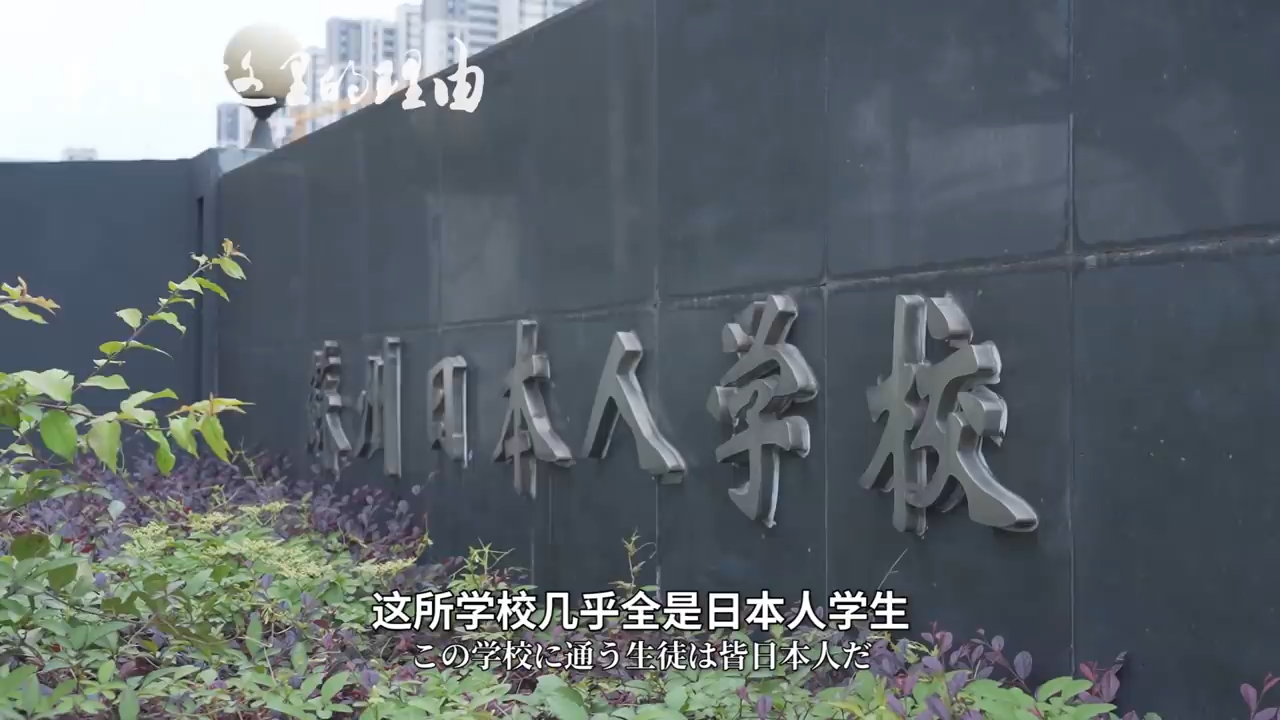 这里的理由
日本人学校
这所学校几乎全是日本人学生
この学校に通う生徒は皆日本人だ